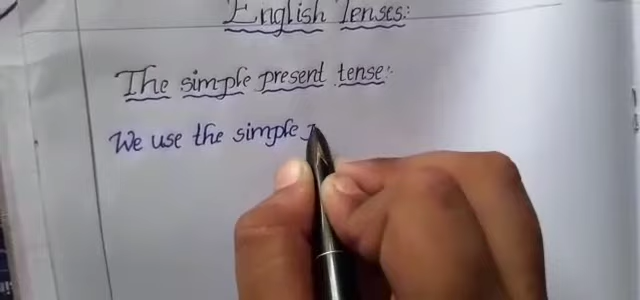 English Tenses:
The simple present tense:
We use the simple